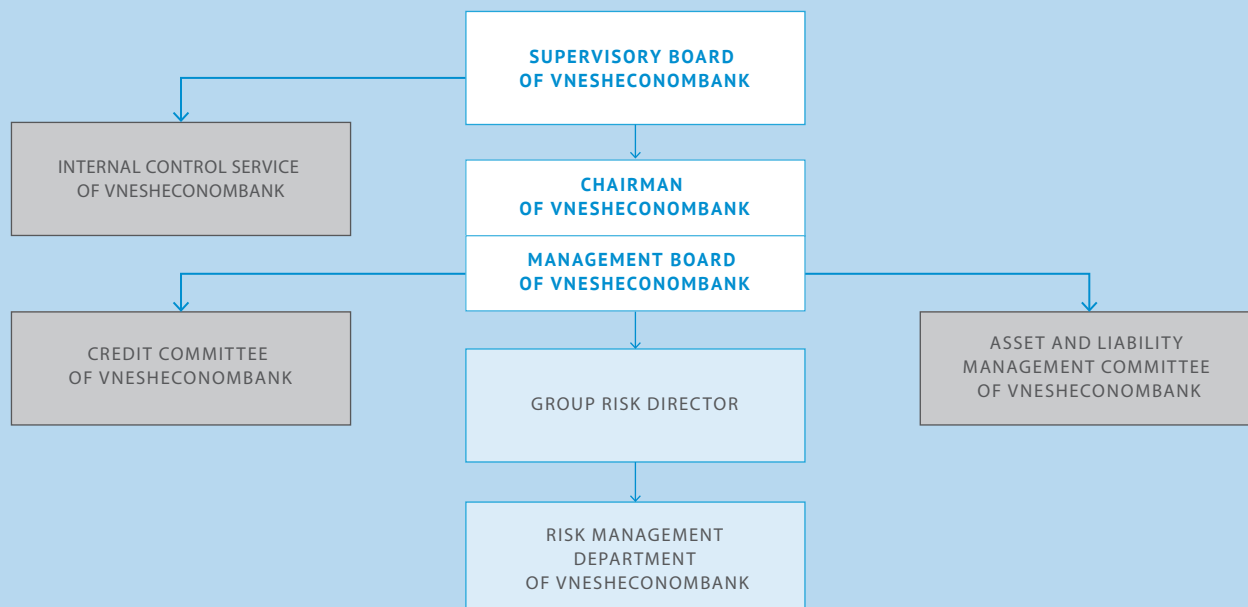 SUPERVISORY BOARD
OF VNESHECONOMBANK
INTERNAL CONTROL SERVICE
OF VNESHECONOMBANK
CHAIRMAN
OF VNESHECONOMBANK
MANAGEMENT BOARD
OF VNESHECONOMBANK
CREDIT COMMITTEE
OF VNESHECONOMBANK
GROUP RISK DIRECTOR
ASSET AND LIABILITY
MANAGEMENT COMMITTEE
OF VNESHECONOMBANK
RISK MANAGEMENT
DEPARTMENT
OF VNESHECONOMBANK